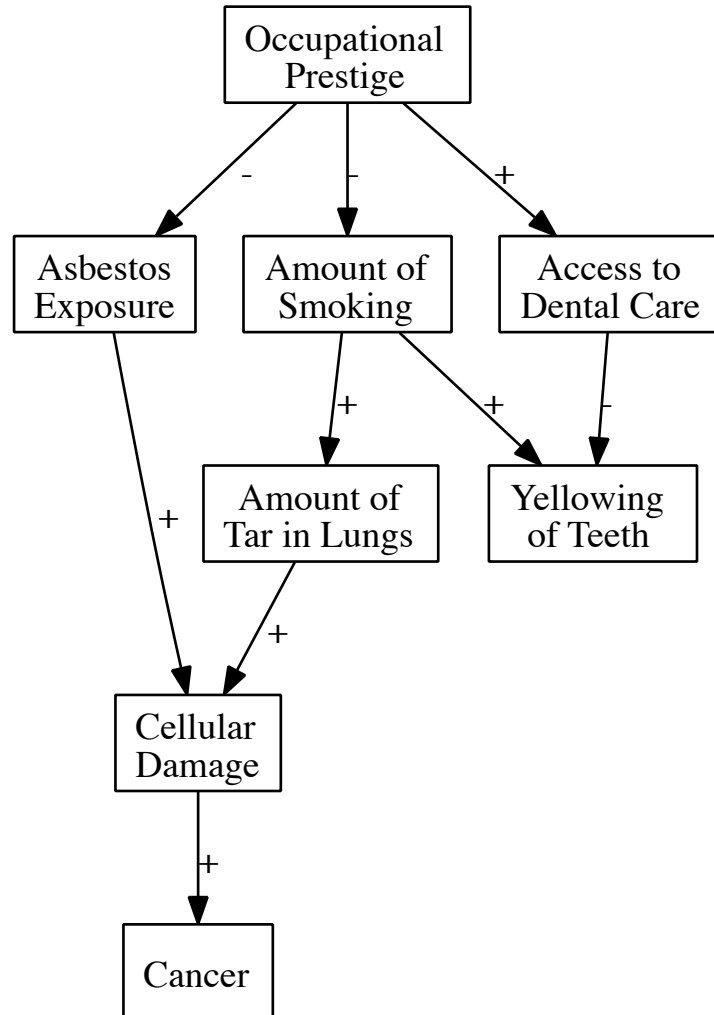 Occupational
Prestige
-
-
+
Asbestos
Exposure
Amount of
Smoking
Access to
Dental Care
+
+
-
Amount of
Tar in Lungs
Yellowing
of Teeth
+
+
Cellular
Damage
+
Cancer